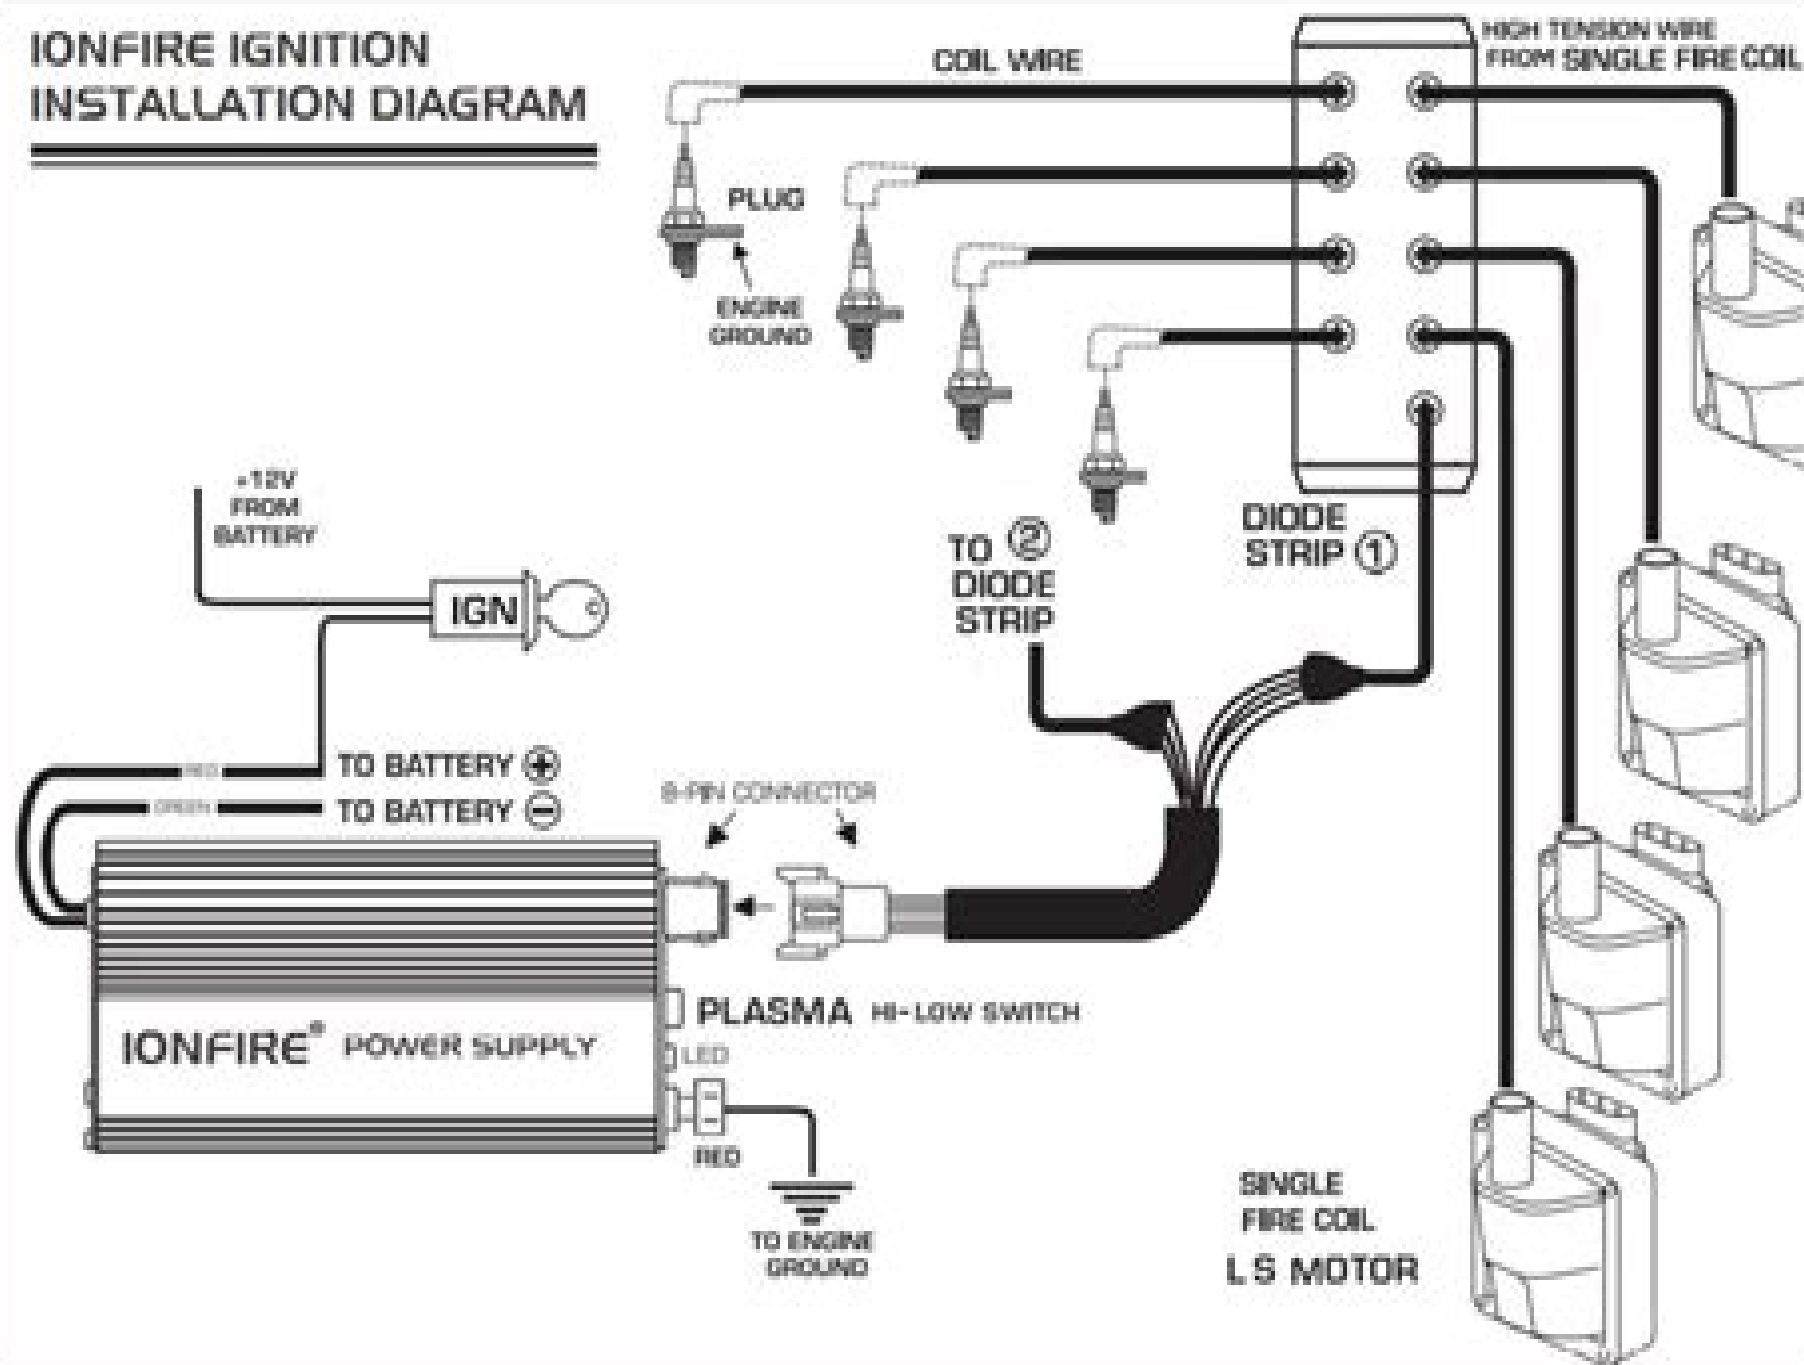 IONFIRE IGNITION
INSTALLATION DIAGRAM
COIL WIRE
HIGH TENSION WIRE
FROM SINGLE FIRE COIL
PLUG
ENGINE
GROUND
+12V
FROM
BATTERY
IGN
TO ②
DIODE
STRIP
DIODE
STRIP ①
RED
TO BATTERY ⊕
GREEN
TO BATTERY ⊖
8-PIN CONNECTOR
IONFIRE® POWER SUPPLY
PLASMA HI-LOW SWITCH
LED
RED
TO ENGINE
GROUND
SINGLE
FIRE COIL
LS MOTOR